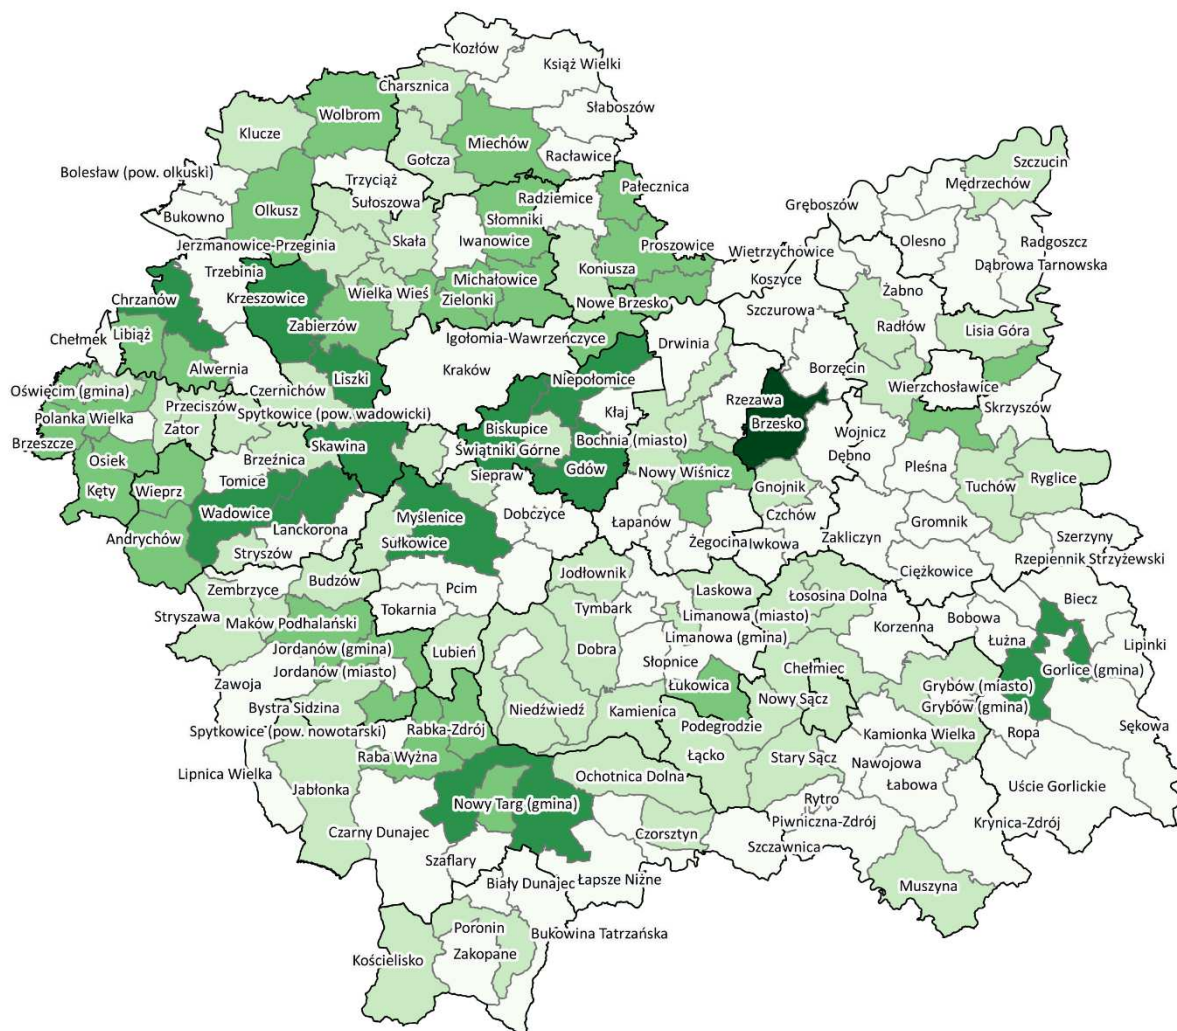 Kozłów
Książ Wielki
Charsznica
Słaboszów
Wolbrom
Klucze
Miechów
Gołcza
Racławice
Szczucin
Bolesław (pow. olkuski)
Trzyciąż
Mędrzechów
Pałecznica
Sułoszowa
Radziemice
Bukowno
Olkusz
Słomniki
Gręboszów
Skała
Iwanowice
Olesno
Radgoszcz
Jerzmanowice-Przeginia
Proszowice
Wietrzychowice
Dąbrowa Tarnowska
Trzebinia
Koniusza
Michałowice
Koszyce
Chrzanów
Krzeszowice
Wielka Wieś
Zielonki
Nowe Brzesko
Żabno
Szczurowa
Zabierzów
Radłów
Lisia Góra
Libiąż
Chełmek
Igołomia-Wawrzeńczyce
Drwinia
Alwernia
Kraków
Borzęcin
Liszki
Niepołomice
Oświęcim (gmina)
Czernichów
Wierzchosławice
Przeciszów
Rzezawa
Skrzyszów
Polanka Wielka
Spytkowice (pow. wadowicki)
Kłaj
Zator
Biskupice
Brzesko
Brzeszcze
Skawina
Świątniki Górne
Bochnia (miasto)
Wojnicz
Osiek
Brzeźnica
Dębno
Gdów
Nowy Wiśnicz
Pleśna
Tomice
Siepraw
Kęty
Wieprz
Gnojnik
Tuchów
Ryglice
Wadowice
Myślenice
Dobczyce
Czchów
Lanckorona
Łapanów
Gromnik
Andrychów
Sułkowice
Żegocina
Iwkowa
Zakliczyn
Szerzyny
Stryszów
Rzepiennik Strzyżewski
Jodłownik
Ciężkowice
Budzów
Zembrzyce
Pcim
Laskowa
Łososina Dolna
Biecz
Tokarnia
Tymbark
Limanowa (miasto)
Bobowa
Stryszawa
Maków Podhalański
Korzenna
Limanowa (gmina)
Łużna
Lipinki
Jordanów (gmina)
Lubień
Dobra
Słopnice
Chełmiec
Gorlice (gmina)
Jordanów (miasto)
Zawoja
Łukowica
Grybów (miasto)
Nowy Sącz
Bystra Sidzina
Niedźwiedź
Kamienica
Grybów (gmina)
Podegrodzie
Sękowa
Spytkowice (pow. nowotarski)
Rabka-Zdrój
Kamionka Wielka
Ropa
Łącko
Stary Sącz
Raba Wyżna
Nawojowa
Lipnica Wielka
Ochotnica Dolna
Łabowa
Uście Gorlickie
Jabłonka
Nowy Targ (gmina)
Rytro
Piwniczna-Zdrój
Krynica-Zdrój
Czarny Dunajec
Czorsztyn
Szczawnica
Szaflary
Biały Dunajec
Łapsze Niżne
Muszyna
Poronin
Bukowina Tatrzańska
Zakopane
Kościelisko